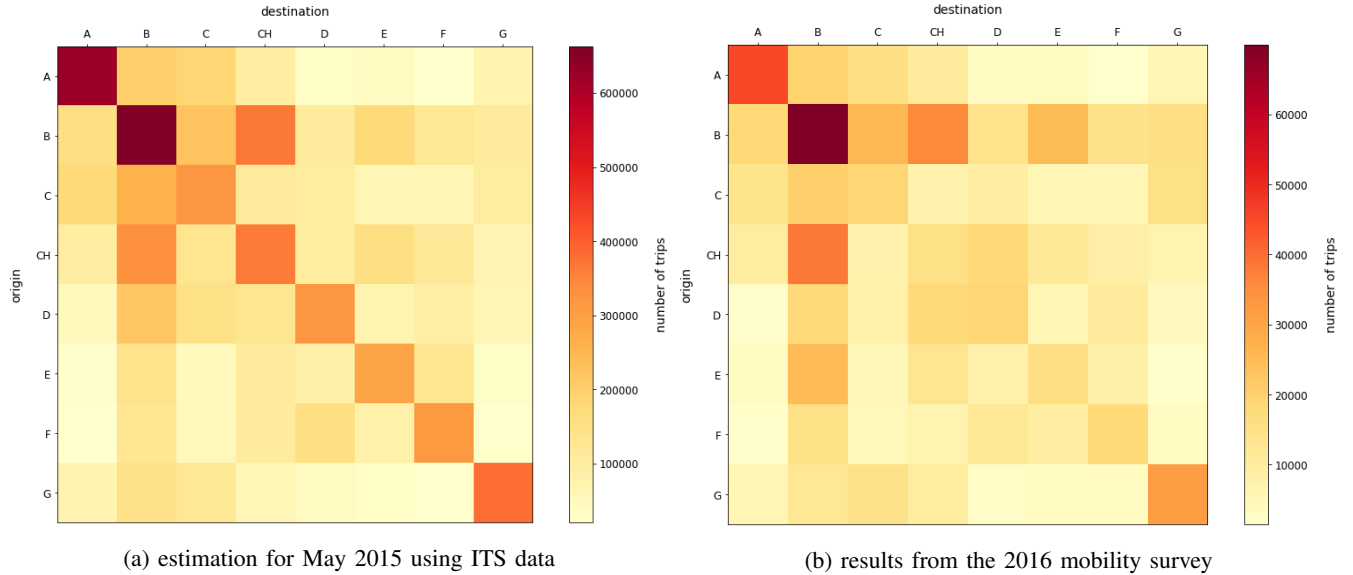 destination
A B C CH D E F G
A
B
C
CH
D
E
F
G
origin
600000
500000
400000
300000
200000
100000
number of trips
(a) estimation for May 2015 using ITS data
destination
A B C CH D E F G
A
B
C
CH
D
E
F
G
origin
60000
50000
40000
30000
20000
10000
number of trips
(b) results from the 2016 mobility survey